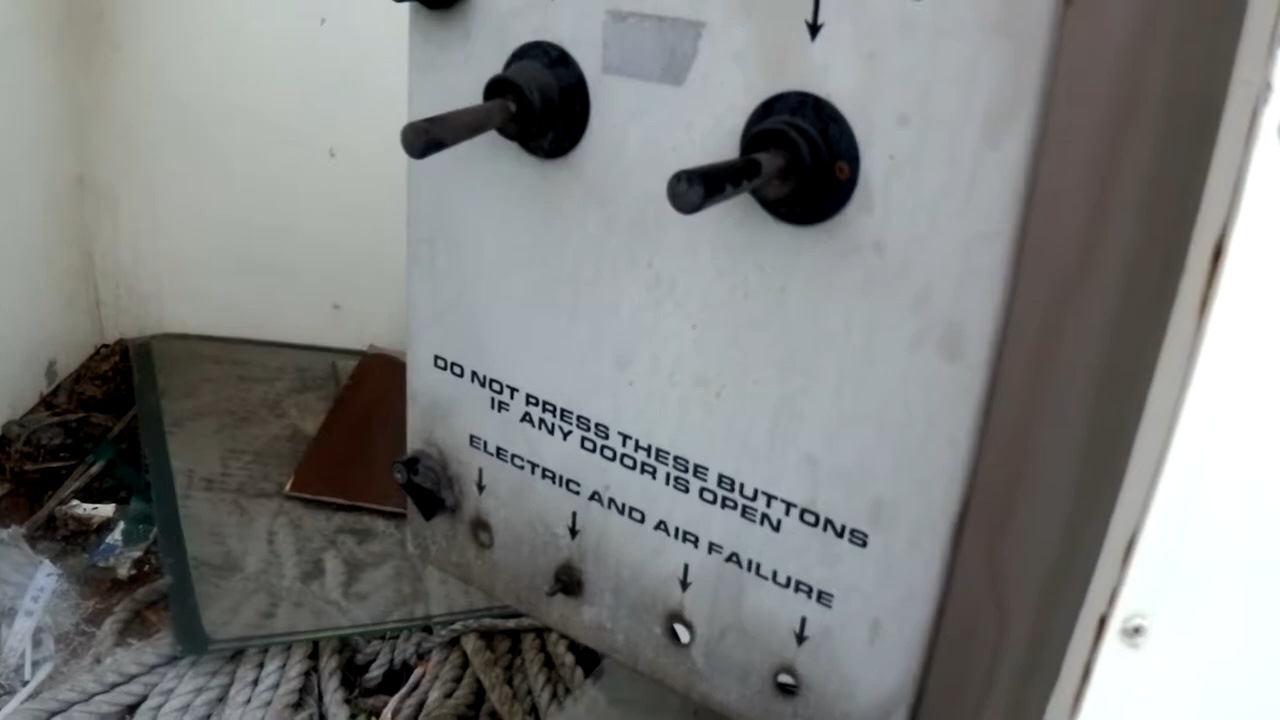 DO NOT PRESS THESE BUTTONS
IF ANY DOOR IS OPEN
ELECTRIC AND AIR FAILURE